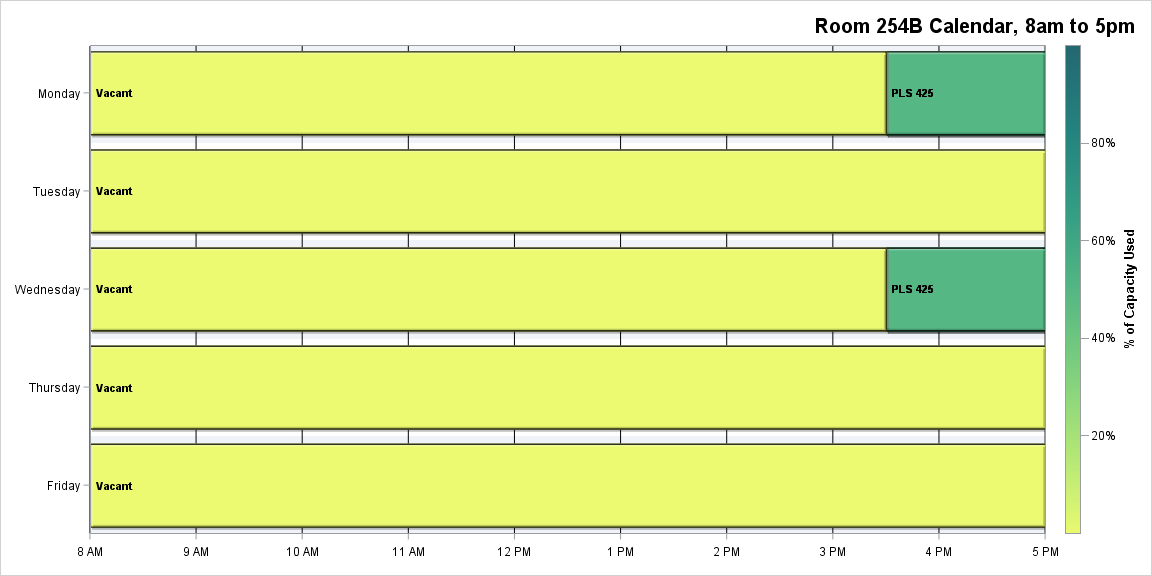 Room 254B Calendar, 8am to 5pm
Monday
Vacant
PLS 425
Tuesday
Vacant
Wednesday
Vacant
PLS 425
Thursday
Vacant
Friday
Vacant
8 AM
9 AM
10 AM
11 AM
12 PM
1 PM
2 PM
3 PM
4 PM
5 PM
80%
60%
40%
20%
% of Capacity Used